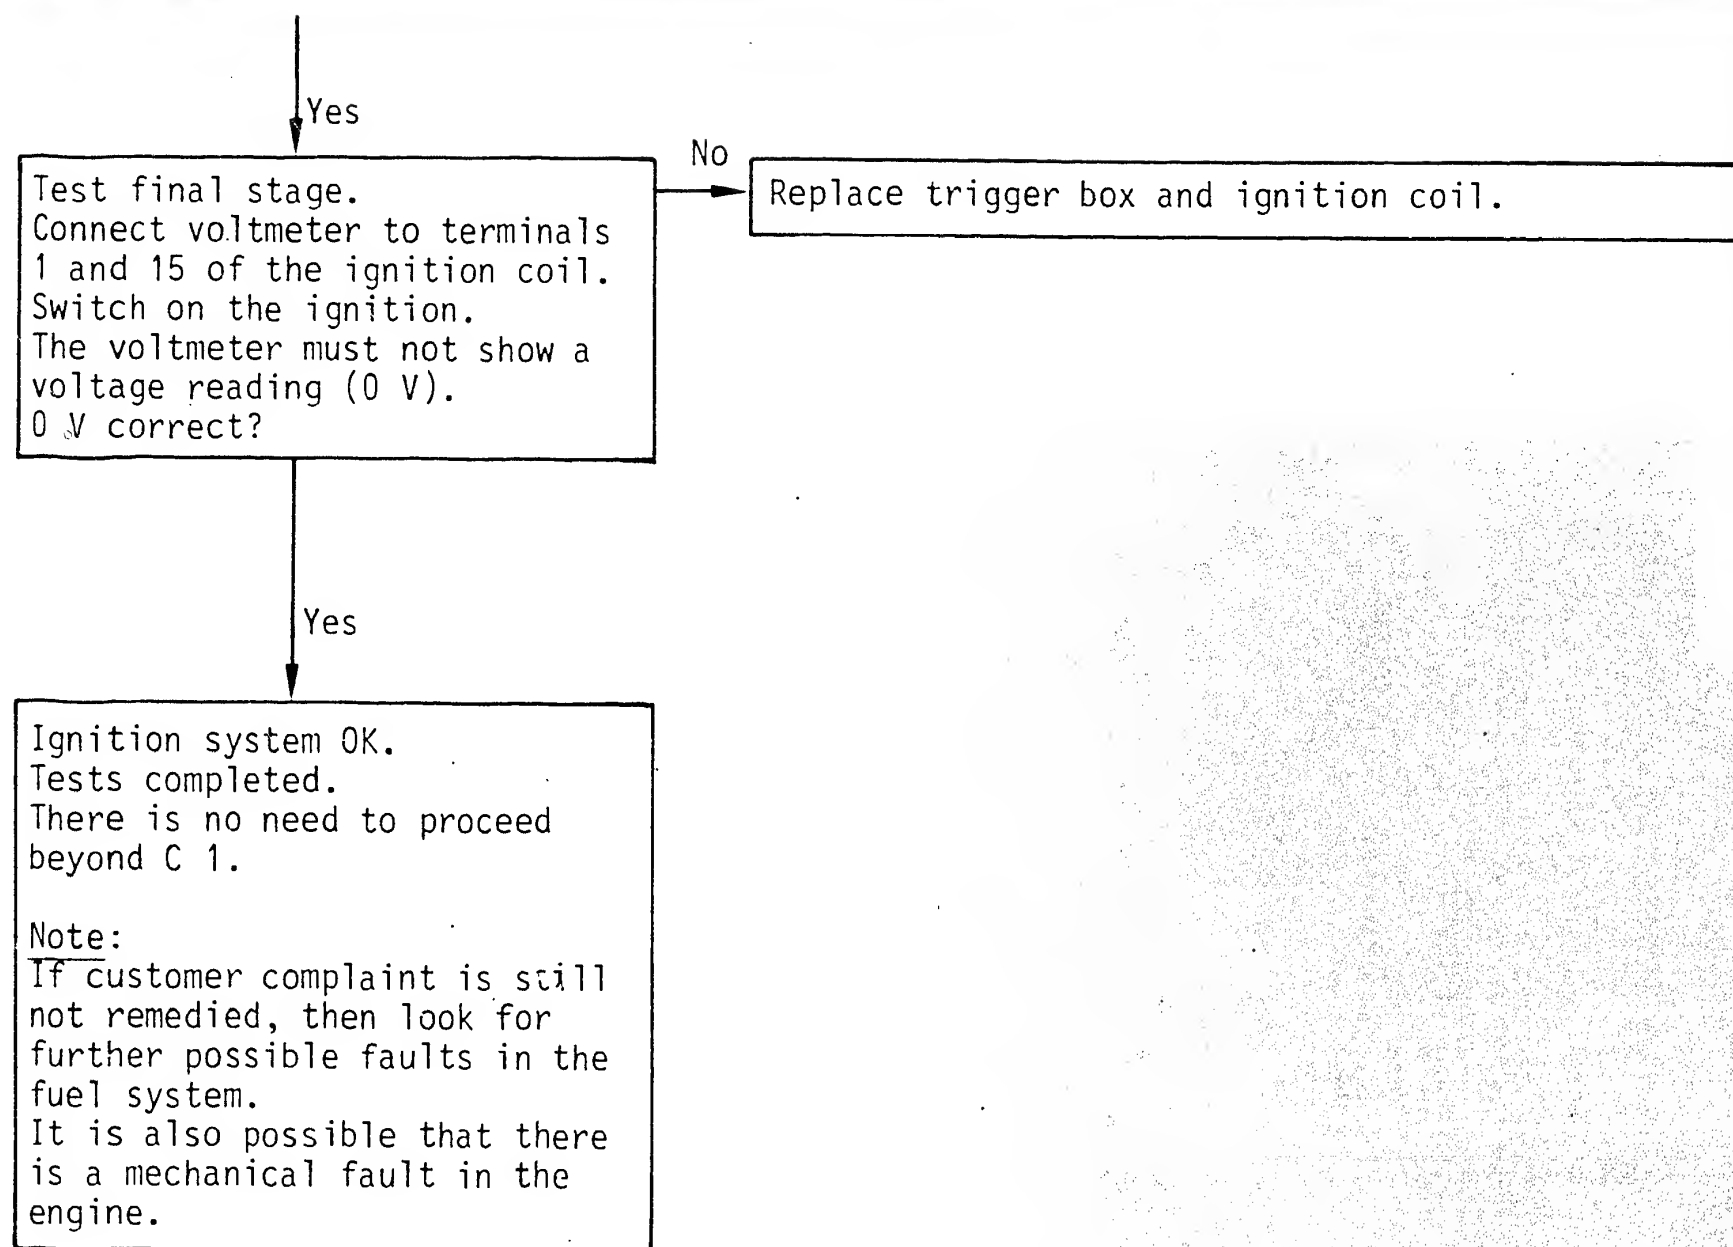 Yes
Test final stage.
Connect voltmeter to terminals
1 and 15 of the ignition coil.
Switch on the ignition.
The voltmeter must not show a
voltage reading (0 V).
0 V correct?
No
Replace trigger box and ignition coil.
Yes
Ignition system OK.
Tests completed.
There is no need to proceed
beyond C 1.
Note:
If customer complaint is still
not remedied, then look for
further possible faults in the
fuel system.
It is also possible that there
is a mechanical fault in the
engine.